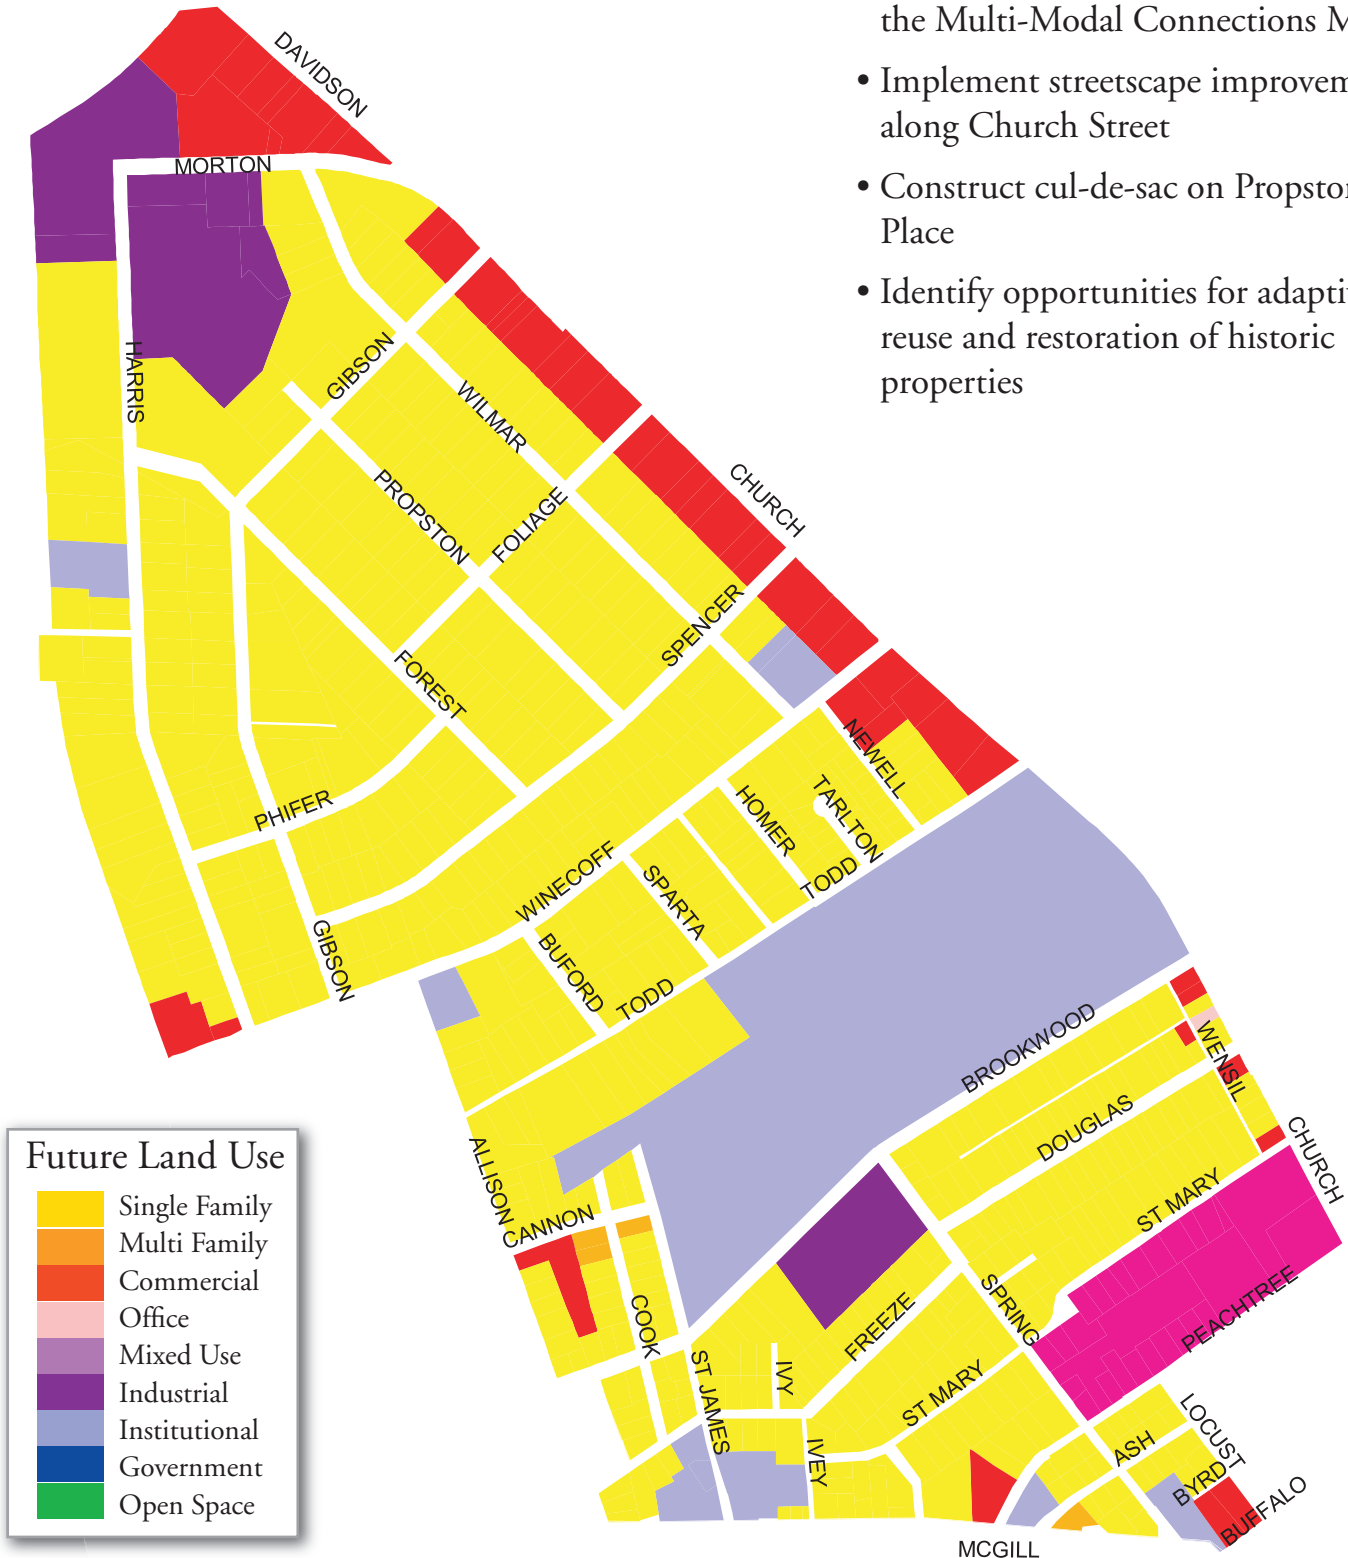 the Multi-Modal Connections M
• Implement streetscape improvem
along Church Street
• Construct cul-de-sac on Propston
Place
• Identify opportunities for adaptiv
reuse and restoration of historic
properties
DAVIDSON
MORTON
HARRIS
GIBSON
WILMAR
PROPSTON
FOLIAGE
CHURCH
SPENCER
FOREST
PHIFER
NEWELL
TARLTON
HOMER
TODD
WINECOFF
SPARTA
GIBSON
BUFORD
TODD
BROOKWOOD
WENSIL
DOUGLAS
CHURCH
ALLISON
CANNON
ST MARY
PEACHTREE
SPRING
COOK
FREEZE
ST JAMES
IVY
ST MARY
IVEY
ASH
LOCUST
BYRD
BUFFALO
MCGILL
Future Land Use
Single Family
Multi Family
Commercial
Office
Mixed Use
Industrial
Institutional
Government
Open Space